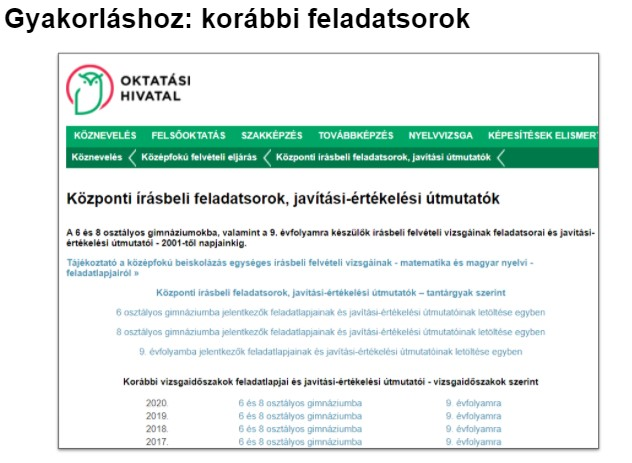 Gyakorláshoz: korábbi feladatsorok
OKTATÁSI
HIVATAL
KÖZNEVELÉS FELSŐOKTATÁS SZAKKÉPZÉS TOVÁBBKÉPZÉS NYELVVIZSGA KÉPESÍTÉSEK ELISMER
Köznevelés Középfokú felvételi eljárás Központi írásbeli feladatsorok, javítási útmutatók
Központi írásbeli feladatsorok, javítási-értékelési útmutatók
A 6 és 8 osztályos gimnáziumokba, valamint a 9. évfolyamra készülők írásbeli felvételi vizsgáinak feladatsorai és javítási-
értékelési útmutatói - 2001-től napjainkig.
Tájékoztató a középfokú beiskolázás egységes írásbeli felvételi vizsgáinak - matematika és magyar nyelvi -
feladatlapjairól »
Központi írásbeli feladatsorok, javítási-értékelési útmutatók – tantárgyak szerint
6 osztályos gimnáziumba jelentkezők feladatlapjainak és javítási-értékelési útmutatóinak letöltése egyben
8 osztályos gimnáziumba jelentkezők feladatlapjainak és javítási-értékelési útmutatóinak letöltése egyben
9. évfolyamba jelentkezők feladatlapjainak és javítási-értékelési útmutatóinak letöltése egyben
Korábbi vizsgaidőszakok feladatlapjai és javítási-értékelési útmutatói - vizsgaidőszakok szerint
2020. 6 és 8 osztályos gimnáziumba 9. évfolyamra
2019. 6 és 8 osztályos gimnáziumba 9. évfolyamra
2018. 6 és 8 osztályos gimnáziumba 9. évfolyamra
2017. 6 és 8 osztályos gimnáziumba 9. évfolyamra